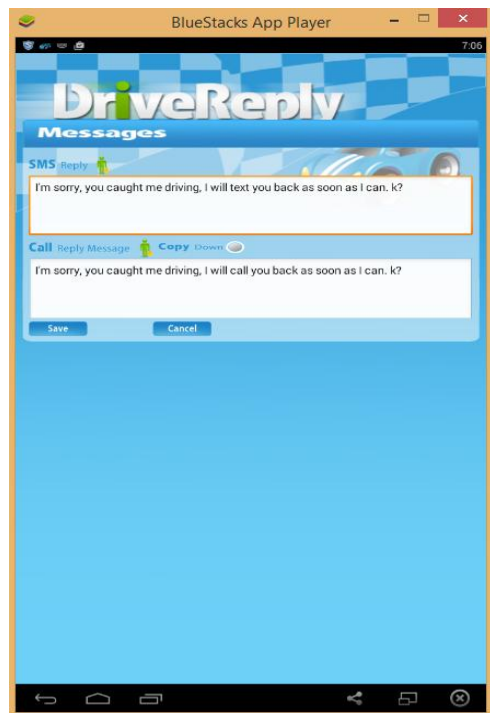 BlueStacks App Player
7:06
DriveReply
Messages
SMS Reply
I'm sorry, you caught me driving, I will text you back as soon as I can. k?
Call Reply Message Copy Down
I'm sorry, you caught me driving, I will call you back as soon as I can. k?
Save Cancel